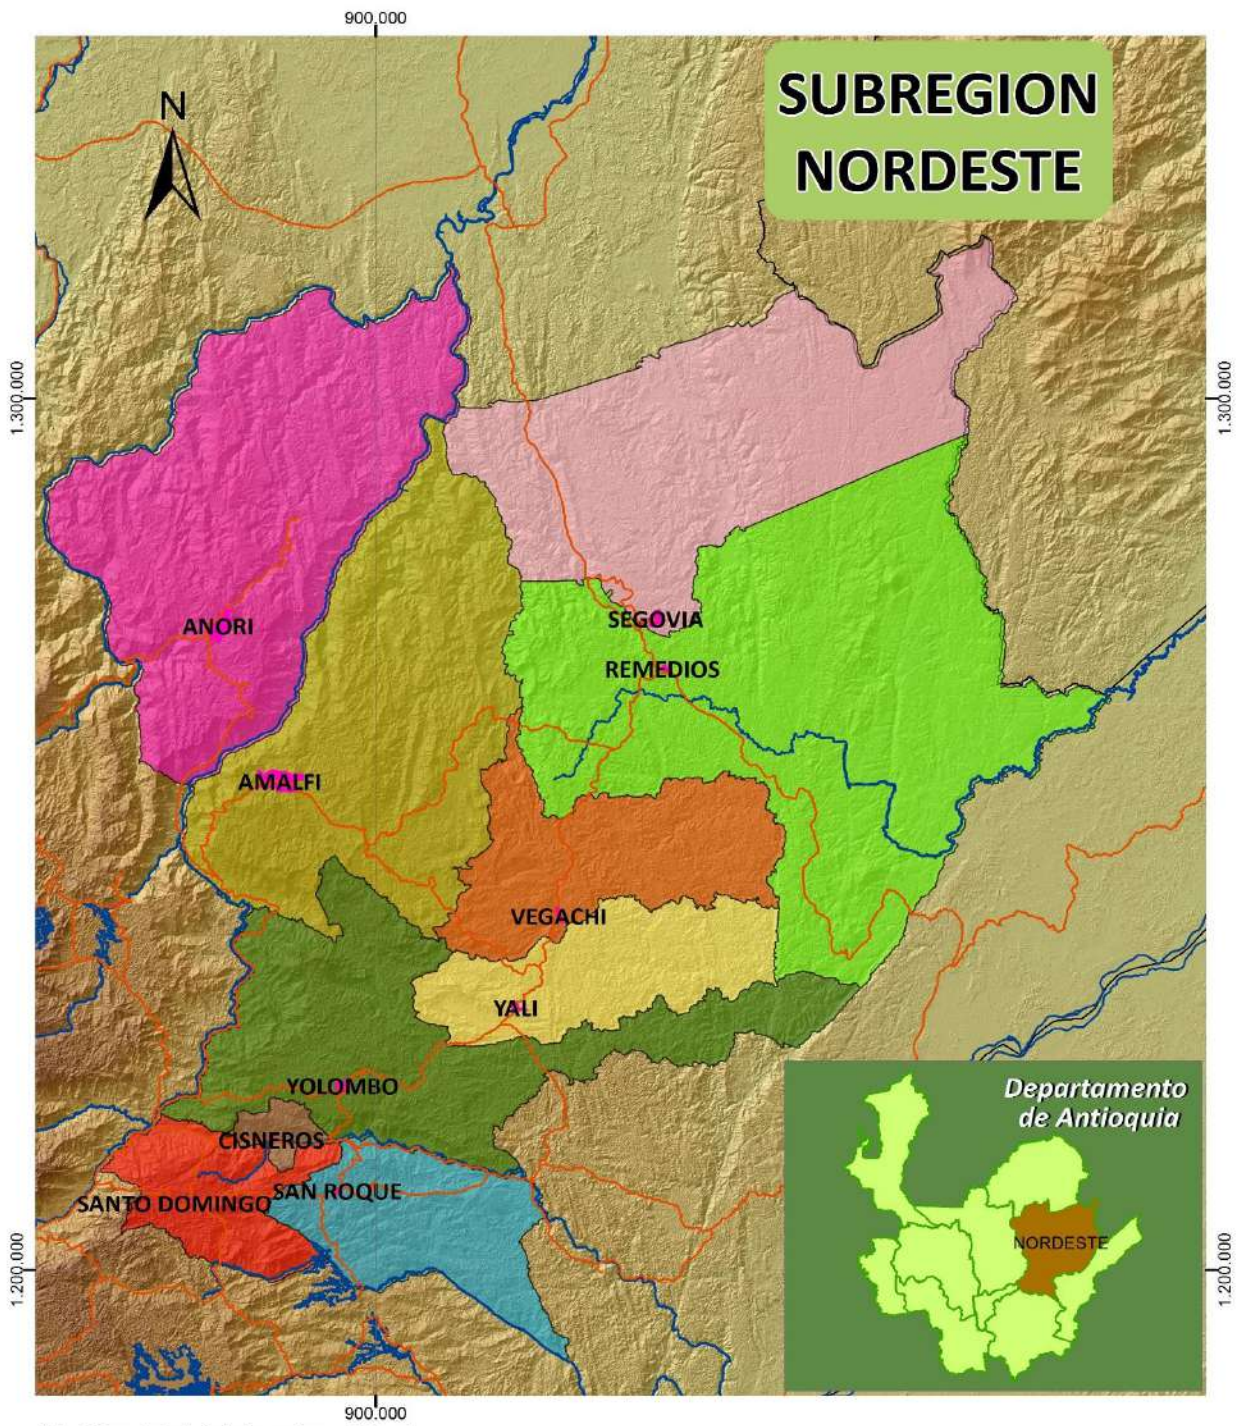 900.000
SUBREGION
NORDESTE
N
1.300.000
1.300.000
ANORI
SEGOVIA
REMEDIOS
AMALFI
VEGACHI
YALI
YOLOMBO
CISNEROS
SANTO DOMINGO
SAN ROQUE
Departamento
de Antioquia
NORDESTE
1.200.000
1.200.000
900.000